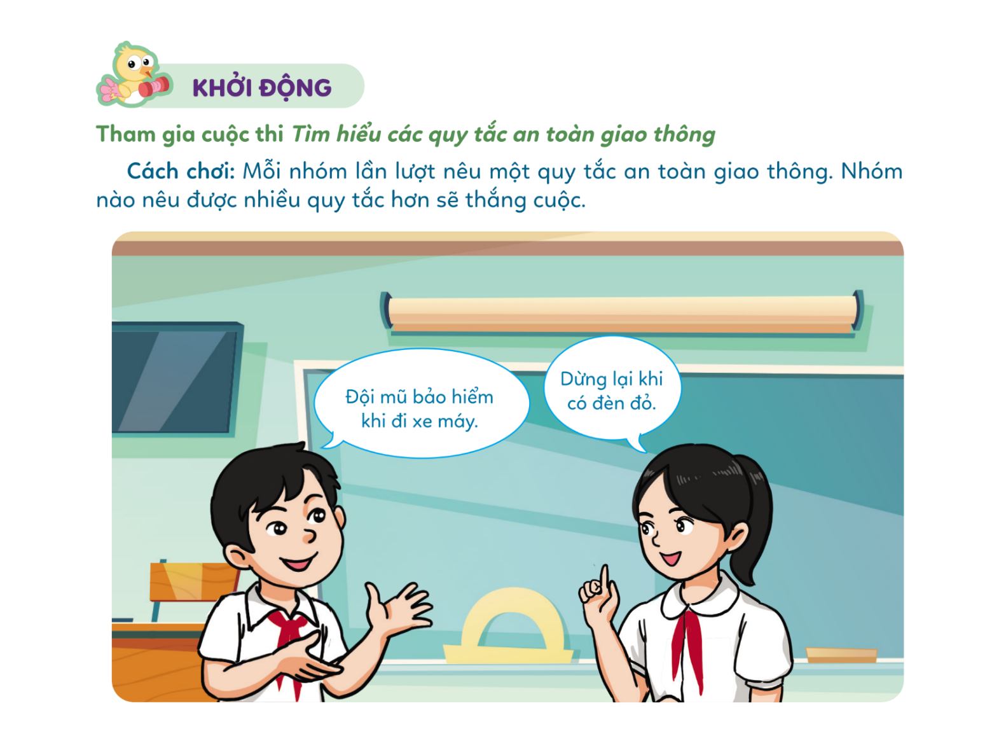 KHỞI ĐỘNG
Tham gia cuộc thi Tìm hiểu các quy tắc an toàn giao thông
Cách chơi: Mỗi nhóm lần lượt nêu một quy tắc an toàn giao thông. Nhóm
nào nêu được nhiều quy tắc hơn sẽ thắng cuộc.
Đội mũ bảo hiểm
khi đi xe máy.
Dừng lại khi
có đèn đỏ.